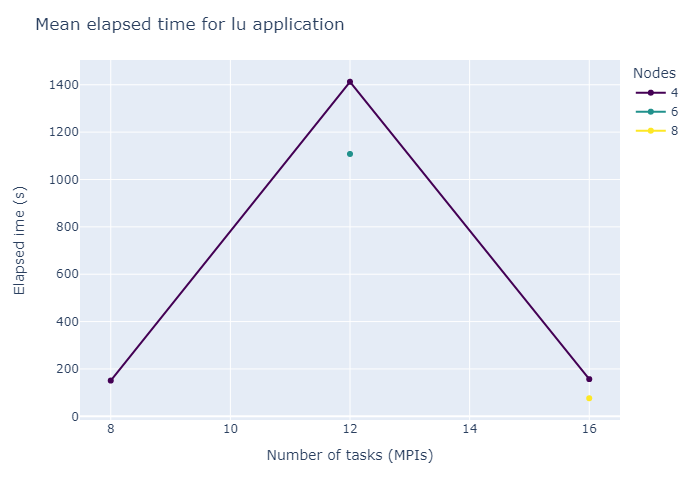 Mean elapsed time for lu application
Nodes
4
6
8
1400
1200
1000
800
600
400
200
0
Elapsed ime (s)
8 10 12 14 16
Number of tasks (MPIs)